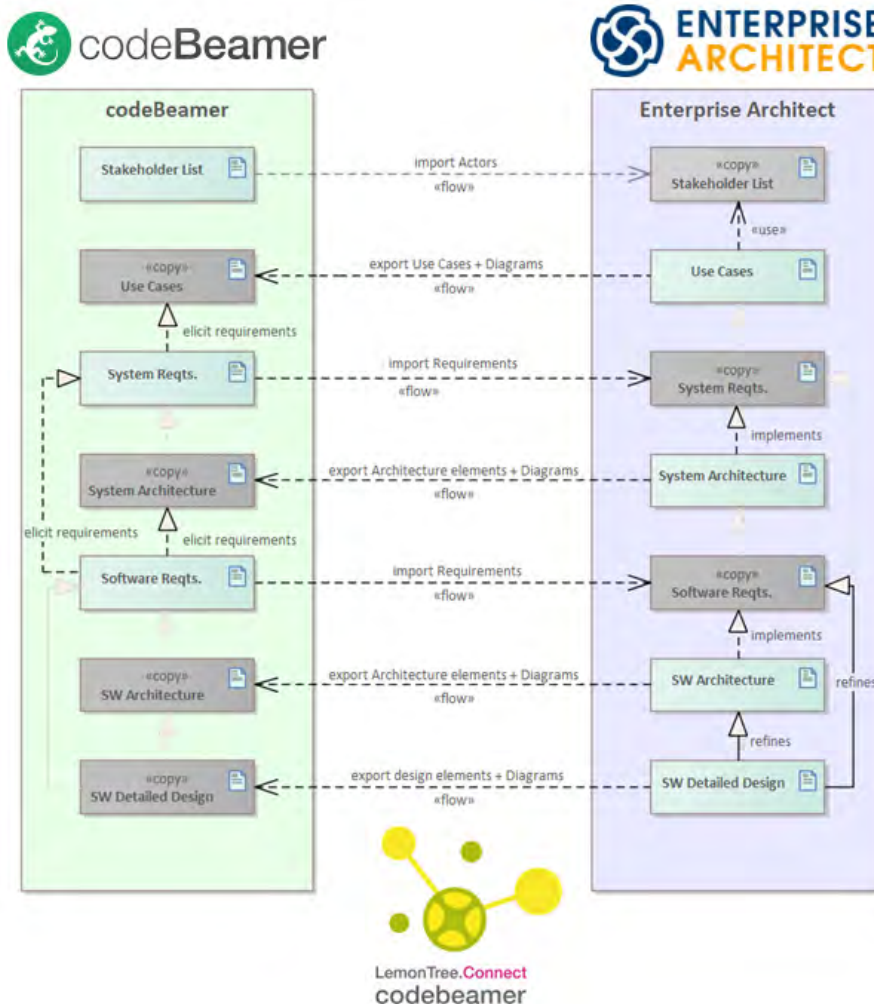 codeBeamer
ENTERPRISE
ARCHITECT
codeBeamer
Enterprise Architect
Stakeholder List
import Actors
«flow»
«copy»
Stakeholder List
«use»
«copy»
Use Cases
export Use Cases + Diagrams
«flow»
Use Cases
elicit requirements
System Reqts.
import Requirements
«flow»
«copy»
System Reqts.
implements
«copy»
System Architecture
export Architecture elements + Diagrams
«flow»
System Architecture
elicit requirements
elicit requirements
Software Reqts.
import Requirements
«flow»
«copy»
Software Reqts.
implements
«copy»
SW Architecture
export Architecture elements + Diagrams
«flow»
SW Architecture
refines
refines
«copy»
SW Detailed Design
export design elements + Diagrams
«flow»
SW Detailed Design
LemonTree.Connect
codebeamer